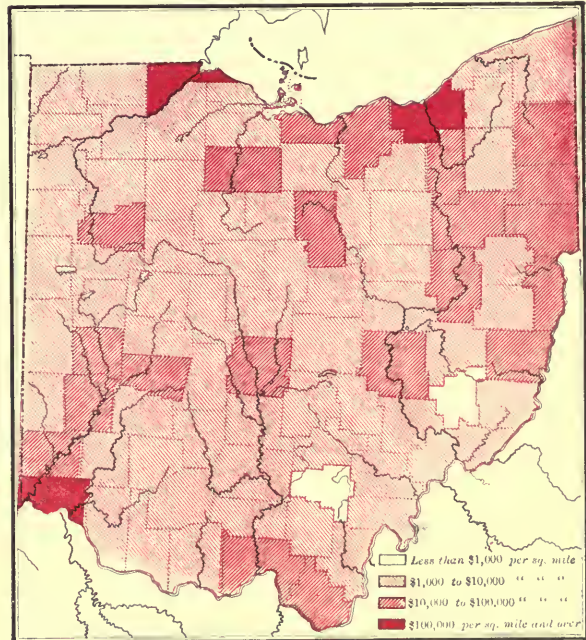 Less than $1,000 per sq. mile
$1,000 to $10,000 " " "
$10,000 to $100,000 " " "
$100,000 per sq. mile and over